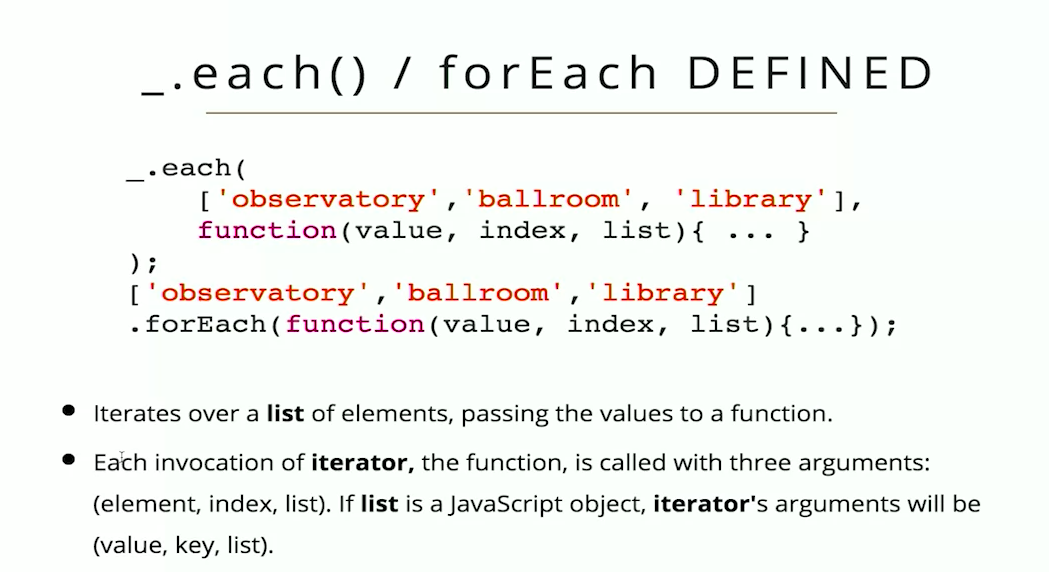 _.each() / forEach DEFINED
_.each(
['observatory','ballroom', 'library'],
function(value, index, list){ ... }
);
['observatory','ballroom','library']
.forEach(function(value, index, list){...});
• Iterates over a list of elements, passing the values to a function.
• Each invocation of iterator, the function, is called with three arguments:
(element, index, list). If list is a JavaScript object, iterator's arguments will be
(value, key, list).